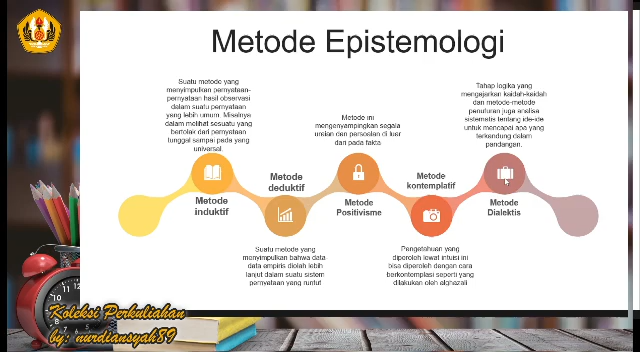 Metode Epistemologi
Suatu metode yang
menyimpulkan pernyataan-
pernyataan hasil observasi
dalam suatu pernyataan
yang lebih umum. Misalnya
dalam melihat sesuatu yang
bertolak dari pernyataan
tunggal sampai pada yang
universal.
Metode
induktif
Metode
deduktif
Suatu metode yang
menyimpulkan bahwa data
data empiris diolah lebih
lanjut dalam suatu sistem
pernyataan yang runtut
Metode ini
mengenyampingkan segala
uraian dan persoalan di luar
dari pada fakta
Metode
Positivisme
Metode
kontemplatif
Pengetahuan yang
diperoleh lewat intuisi ini
bisa diperoleh dengan cara
berkontemplasi seperti yang
dilakukan oleh alghazali
Tahap logika yang
mengajarkan kaidah-kaidah
dan metode-metode
penuturan juga analisa
sistematis tentang ide-ide
untuk mencapai apa yang
terkandung dalam
pandangan.
Metode
Dialektis
Koleksi Perkuliahan
by: nurdiansyah89